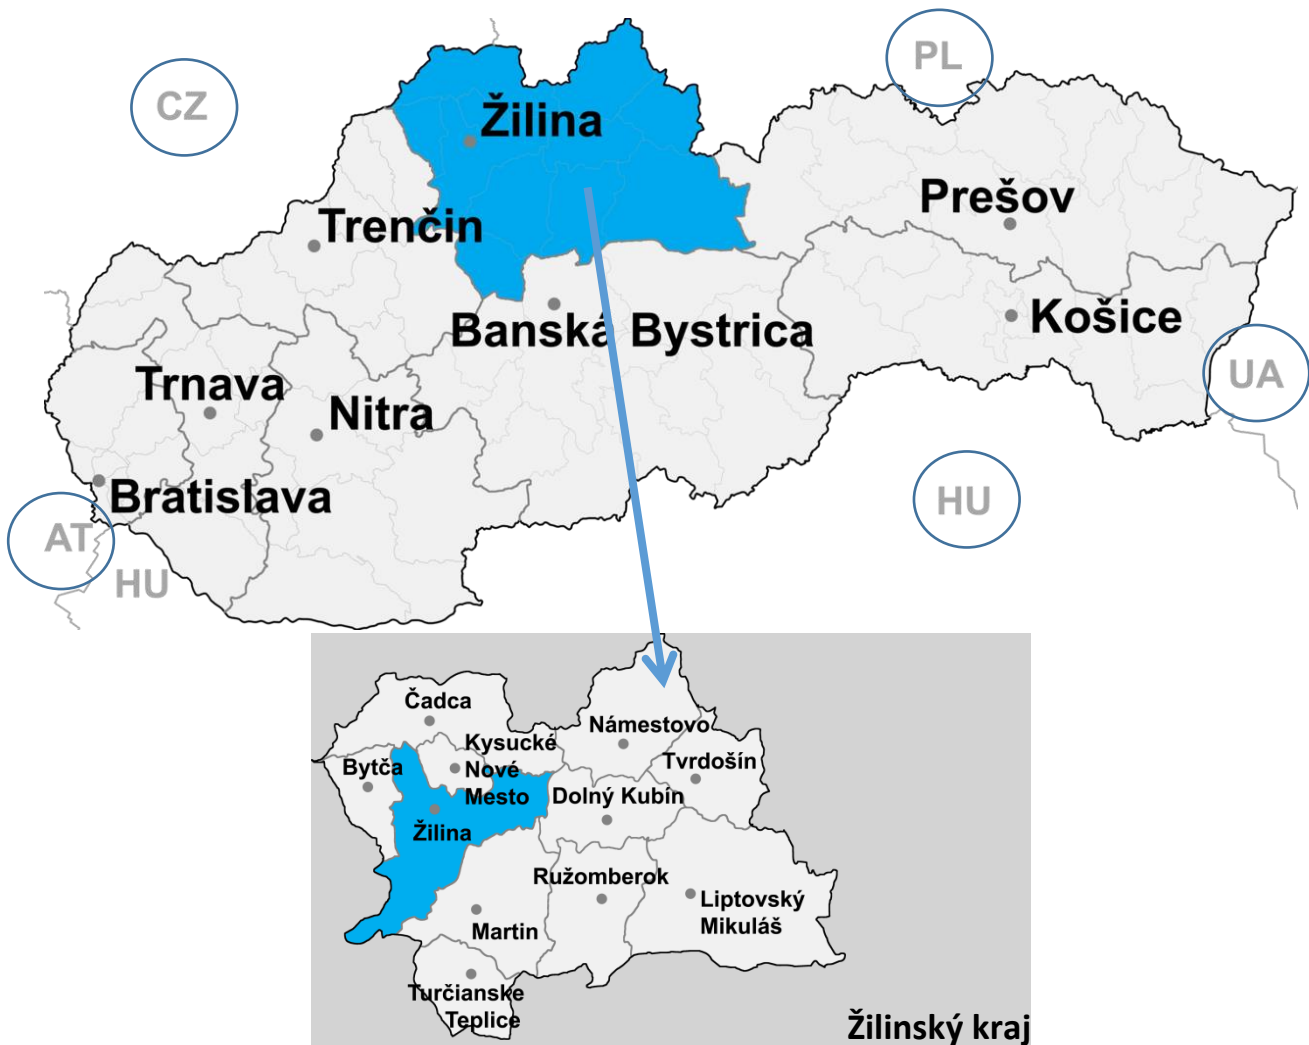 PL
CZ
Žilina
Prešov
Trenčin
Košice
Banská Bystrica
UA
Trnava
Nitra
Bratislava
HU
AT
HU
Čadca
Námestovo
Kysucké
Nové
Mesto
Bytča
Tvrdošín
Dolný Kubín
Žilina
Ružomberok
Liptovský
Mikuláš
Martin
Turčianske
Teplice
Žilinský kraj